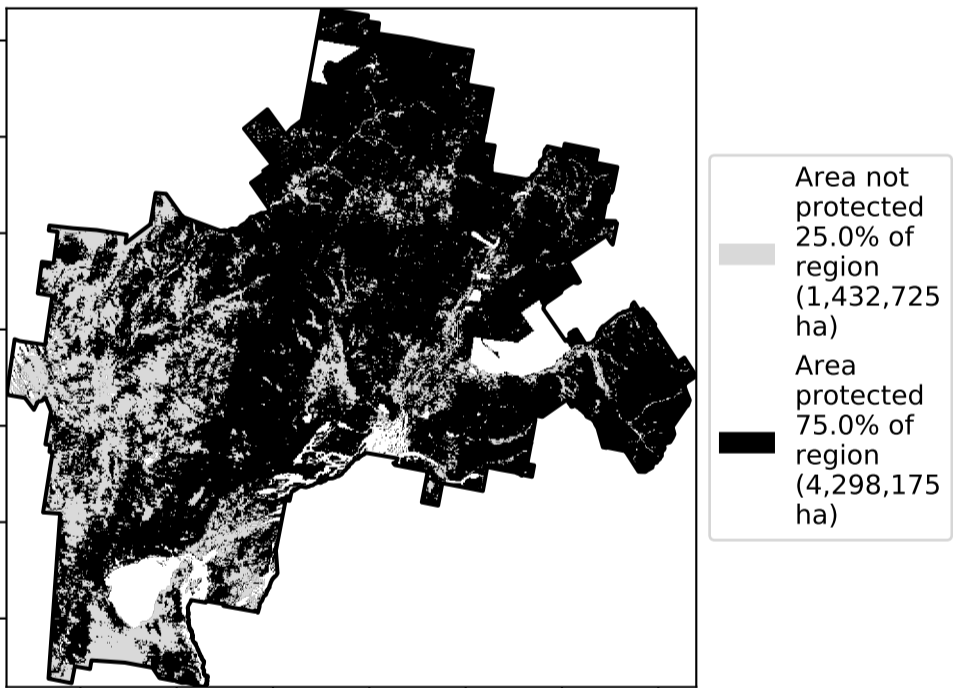 Area not
protected
25.0% of
region
(1,432,725
ha)
Area
protected
75.0% of
region
(4,298,175
ha)